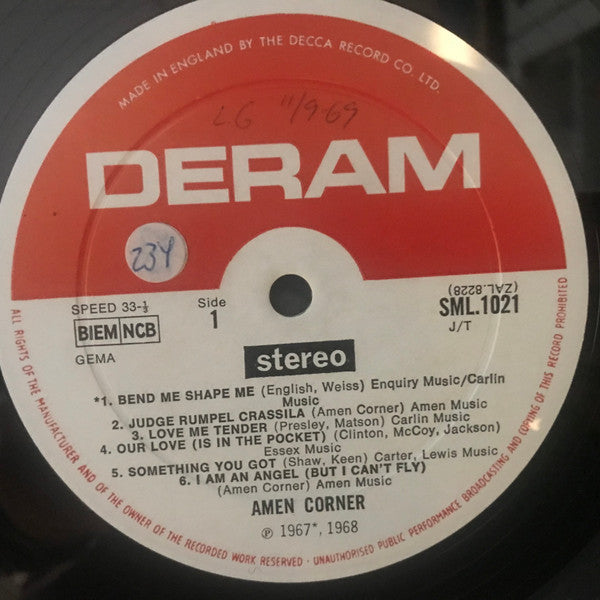 MADE IN ENGLAND BY THE DECCA RECORD CO. LTD.
L.G 11/9-69
DERAM
234
SPEED 33-⅓
Side
1
BIEM NCB
GEMA
(ZAL.8228)
SML.1021
J/T
stereo
*1. BEND ME SHAPE ME (English, Weiss) Enquiry Music/Carlin
Music
2. JUDGE RUMPEL CRASSILA (Amen Corner) Amen Music
3. LOVE ME TENDER (Presley, Matson) Carlin Music
4. OUR LOVE (IS IN THE POCKET) (Clinton, McCoy, Jackson)
Essex Music
5. SOMETHING YOU GOT (Shaw, Keen) Carter, Lewis Music
6. I AM AN ANGEL (BUT I CAN'T FLY)
(Amen Corner) Amen Music
AMEN CORNER
℗ 1967*, 1968
ALL RIGHTS OF THE MANUFACTURER AND OF THE OWNER OF THE RECORDED WORK RESERVED · UNAUTHORISED PUBLIC PERFORMANCE BROADCASTING AND COPYING OF THIS RECORD PROHIBITED